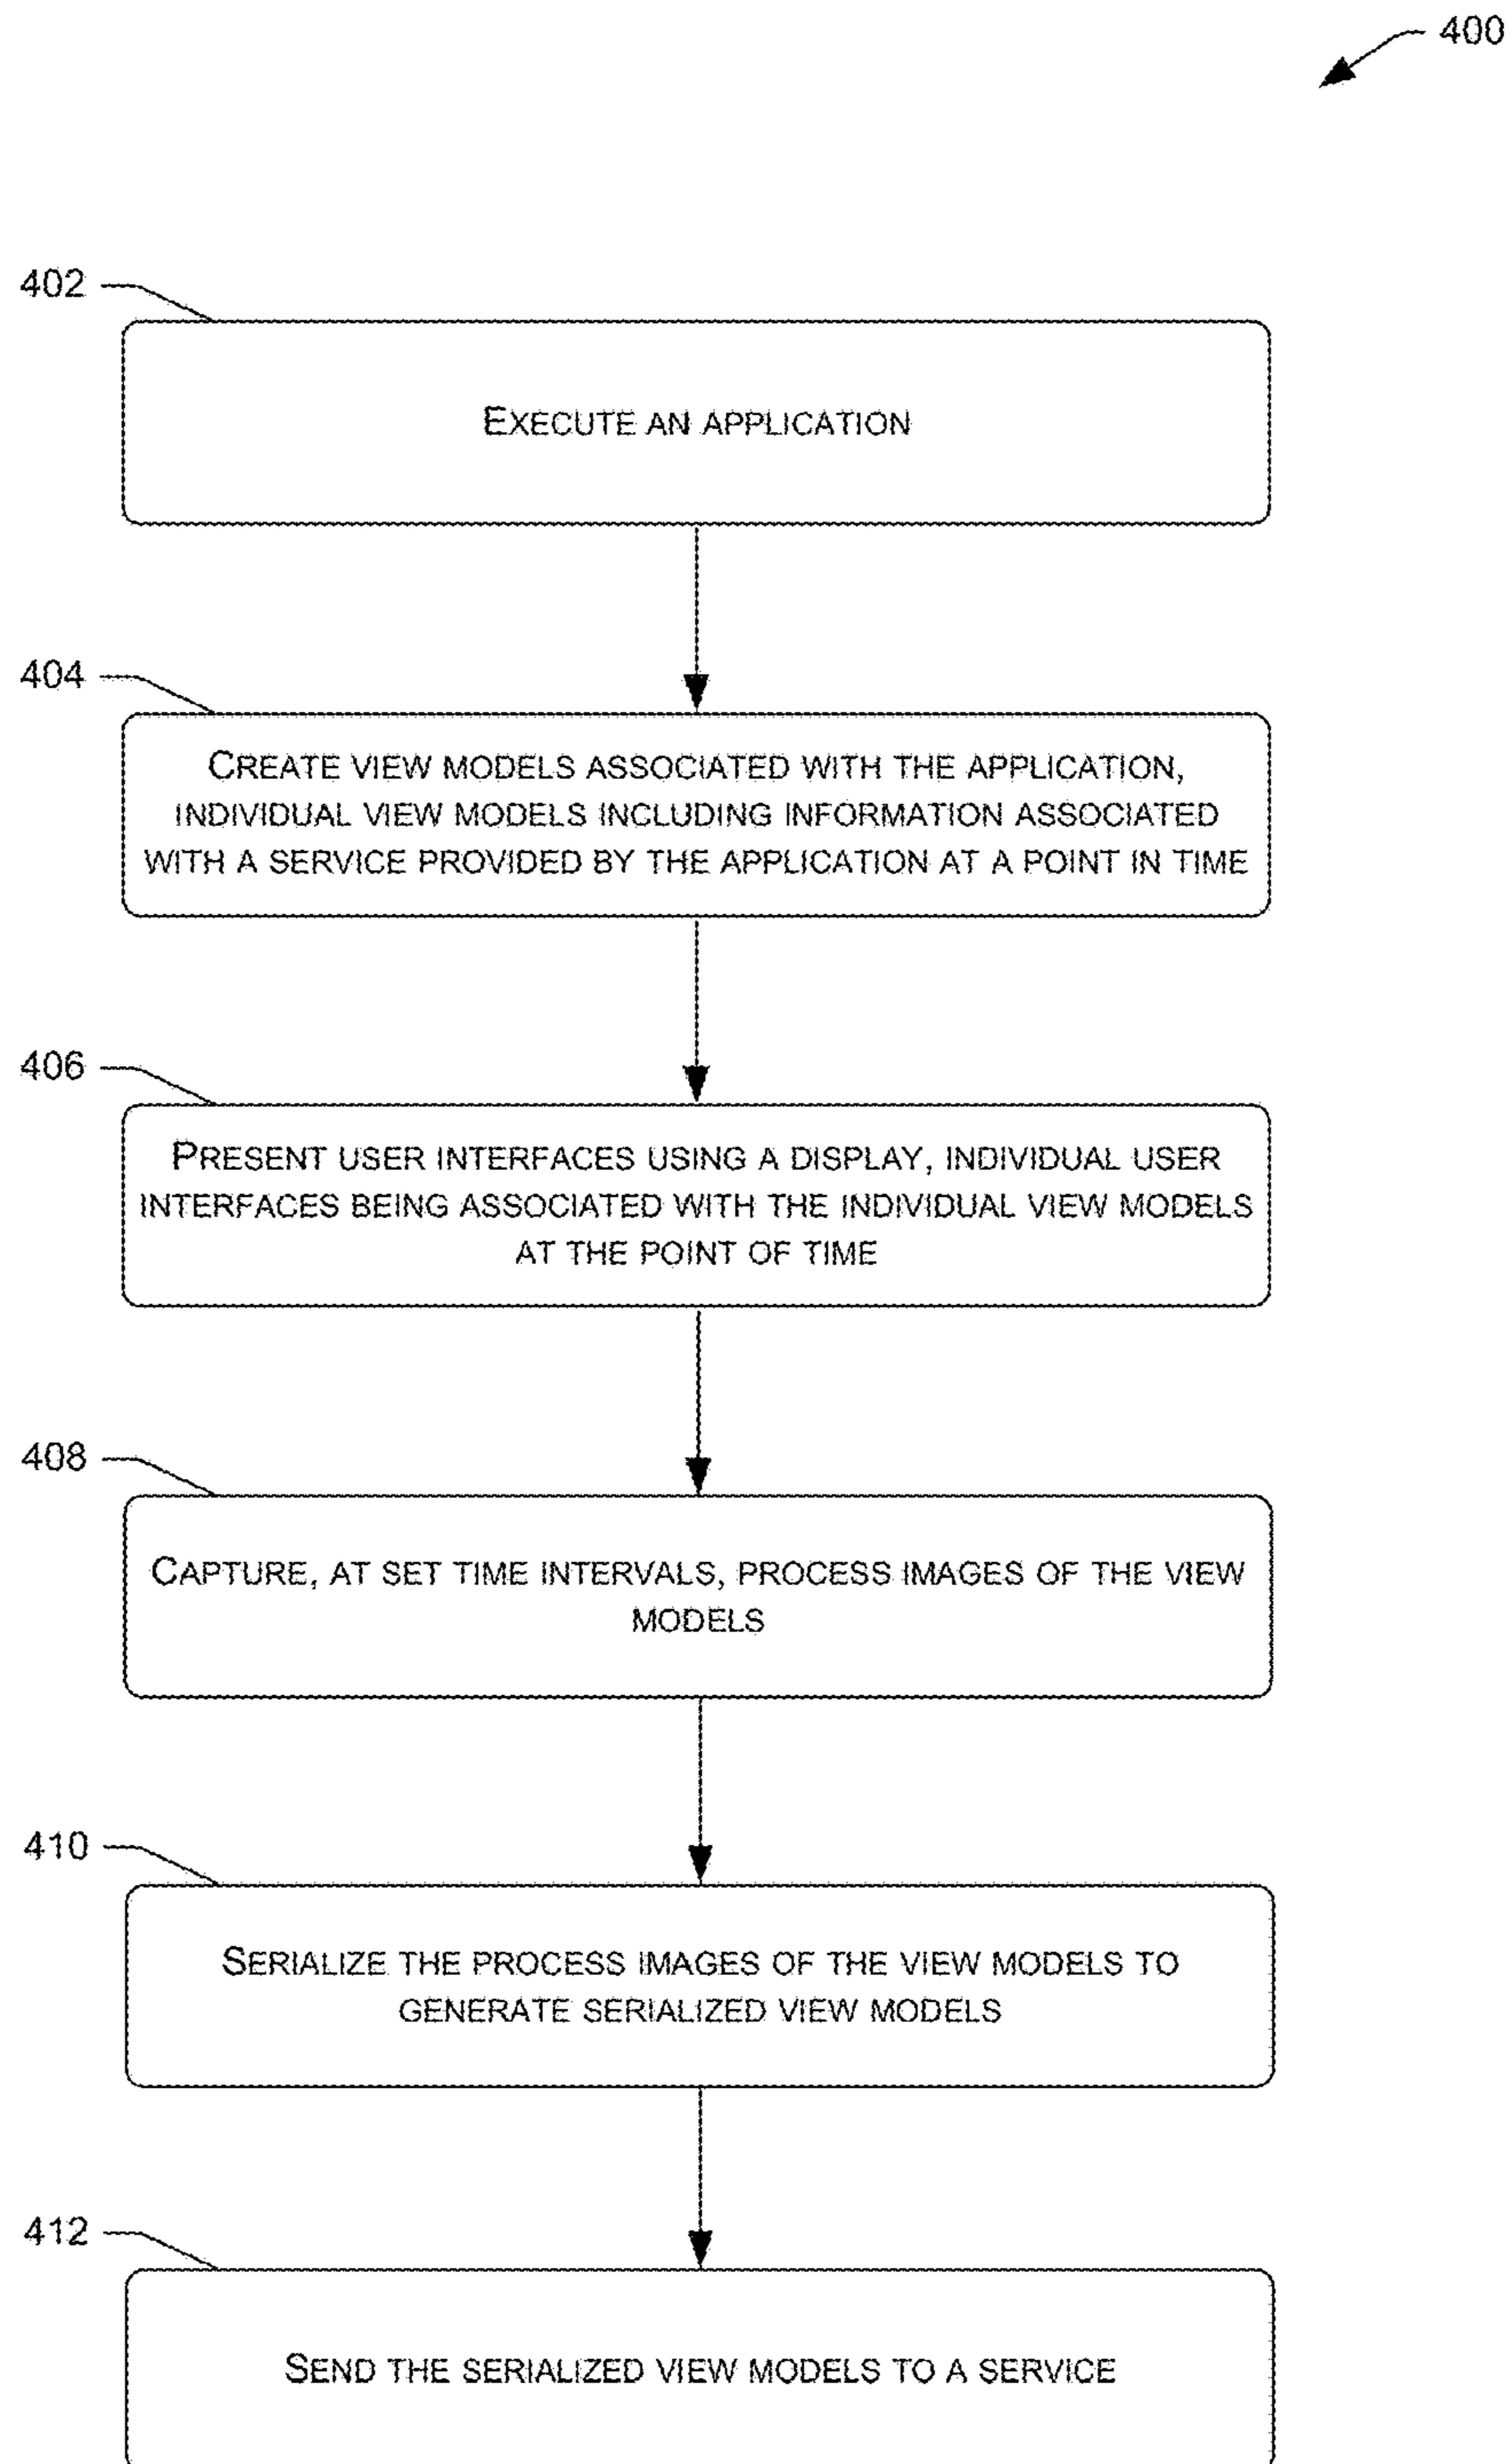 400
402
EXECUTE AN APPLICATION
404
CREATE VIEW MODELS ASSOCIATED WITH THE APPLICATION,
INDIVIDUAL VIEW MODELS INCLUDING INFORMATION ASSOCIATED
WITH A SERVICE PROVIDED BY THE APPLICATION AT A POINT IN TIME
406
PRESENT USER INTERFACES USING A DISPLAY, INDIVIDUAL USER
INTERFACES BEING ASSOCIATED WITH THE INDIVIDUAL VIEW MODELS
AT THE POINT OF TIME
408
CAPTURE, AT SET TIME INTERVALS, PROCESS IMAGES OF THE VIEW
MODELS
410
SERIALIZE THE PROCESS IMAGES OF THE VIEW MODELS TO
GENERATE SERIALIZED VIEW MODELS
412
SEND THE SERIALIZED VIEW MODELS TO A SERVICE